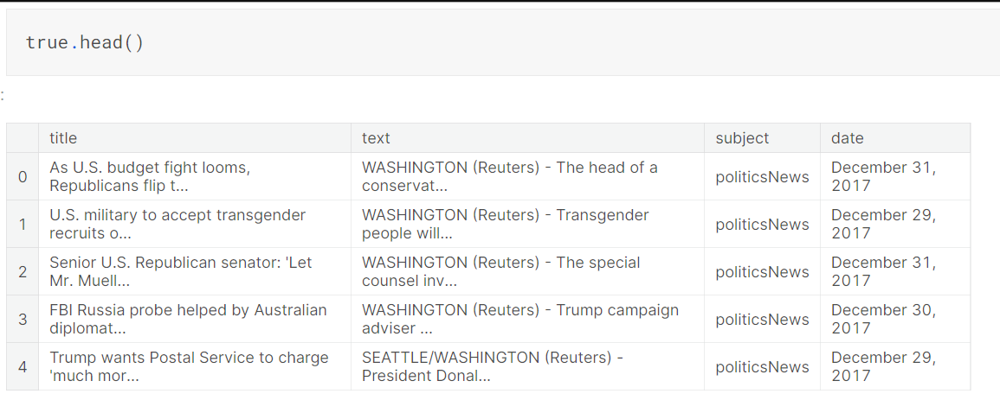 true.head()
:
title text subject date
0 As U.S. budget fight looms, Republicans flip t... WASHINGTON (Reuters) - The head of a conservat... politicsNews December 31, 2017
1 U.S. military to accept transgender recruits o... WASHINGTON (Reuters) - Transgender people will... politicsNews December 29, 2017
2 Senior U.S. Republican senator: 'Let Mr. Muell... WASHINGTON (Reuters) - The special counsel inv... politicsNews December 31, 2017
3 FBI Russia probe helped by Australian diplomat... WASHINGTON (Reuters) - Trump campaign adviser ... politicsNews December 30, 2017
4 Trump wants Postal Service to charge 'much mor... SEATTLE/WASHINGTON (Reuters) - President Donal... politicsNews December 29, 2017